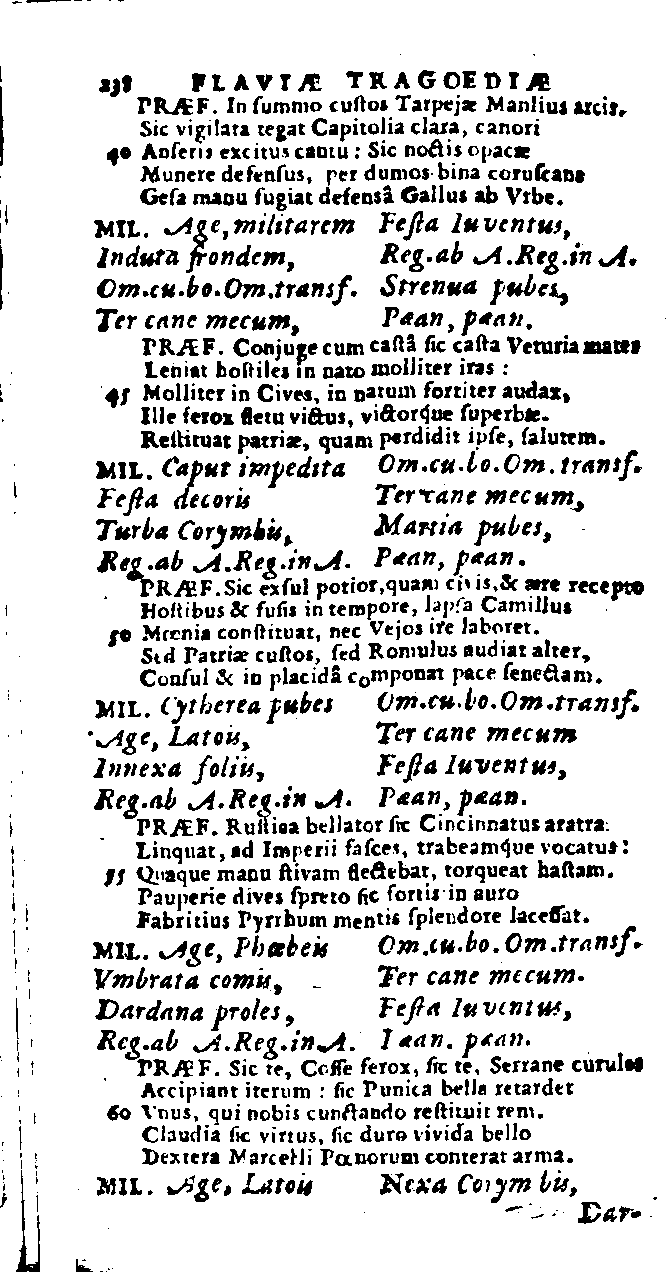 238 FLAVIÆ TRAGOEDIÆ
PRÆF. In ſummo cuſtos Tarpejæ Manlius arcis,
Sic vigilata tegat Capitolia clara, canori
40 Anſeris excitus cantu : Sic noctis opacæ
Munere defenſus, per dumos bina coruſcans
Geſa manu fugiat defensâ Gallus ab Vrbe.
MIL. Age, militarem Feſta Iuventus,
Induta frondem, Reg.ab A.Reg.in A.
Om.cu.bo.Om.transf. Strenua pubes,
Ter cane mecum, Pæan, pæan.
PRÆF. Conjuge cum caſtâ ſic caſta Veturia mater
Leniat hoſtiles in nato molliter iras :
45 Molliter in Cives, in natum fortiter audax,
Ille ferox fletu victus, victorq́ue ſuperbæ.
Reſtituat patriæ, quam perdidit ipſe, ſalutem.
MIL. Caput impedita Om.cu.bo.Om.transf.
Feſta decoris Ter cane mecum,
Turba Corymbis, Martia pubes,
Reg.ab A.Reg.in A. Pæan, pæan.
PRÆF. Sic exſul potior, quam civis, & ære recepto
Hoſtibus & fuſis in tempore, lapſa Camillus
50 Mœnia conſtituat, nec Vejos ire laboret.
Sed Patriæ cuſtos, ſed Romulus audiat alter,
Conſul & in placidâ componat pace ſenectam.
MIL. Cytherea pubes Om.cu.bo.Om.transf.
Age, Latois, Ter cane mecum
Innexa foliis, Feſta Iuventus,
Reg.ab A.Reg.in A. Pæan, pæan.
PRÆF. Ruſtica bellator ſic Cincinnatus aratra
Linquat, ad Imperii faſces, trabeamq́ue vocatus :
55 Quaque manu ſtivam flectebat, torqueat haſtam.
Pauperie dives ſpreto ſic fortis in auro
Fabritius Pyrrhum mentis ſplendore laceſſat.
MIL. Age, Phœbeis Om.cu.bo.Om.transf.
Vmbrata comis, Ter cane mecum.
Dardana proles, Feſta Iuventus,
Reg.ab A.Reg.in A. Pæan. pæan.
PRÆF. Sic te, Coſſe ferox, ſic te, Serrane curules
Accipiant iterum : ſic Punica bella retardet
60 Vnus, qui nobis cunctando reſtituit rem.
Claudia ſic virtus, ſic duro vivida bello
Dextera Marcelli Pœnorum conterat arma.
MIL. Age, Latois Nexa Corymbis,
Dar-